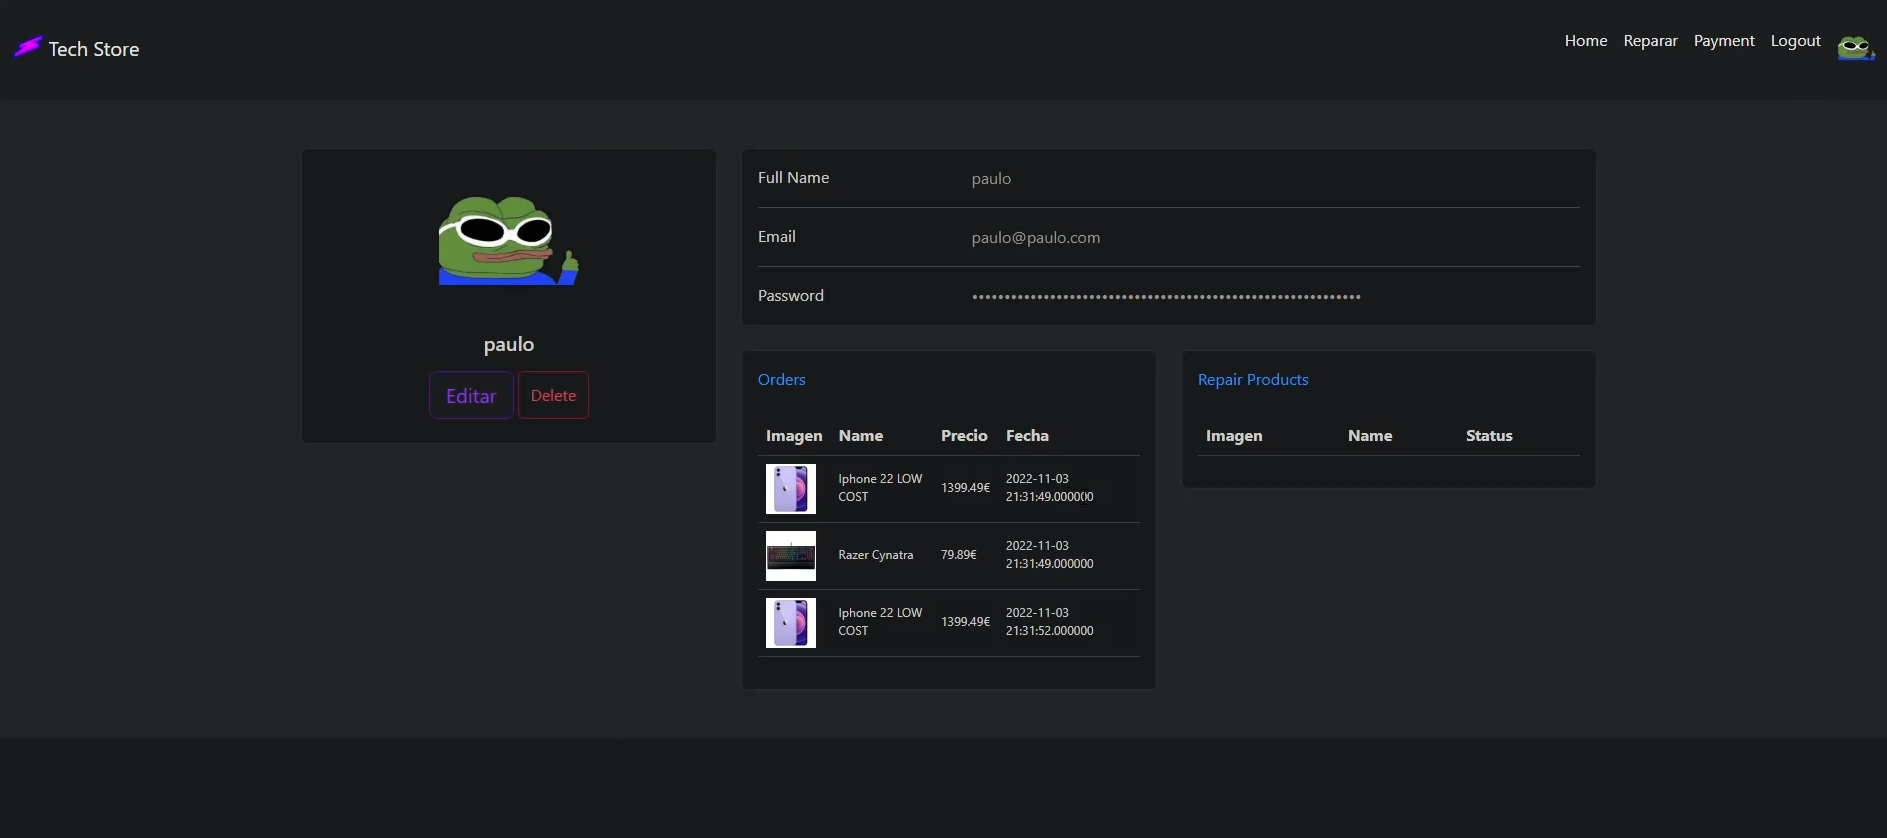 Tech Store
Home Reparar Payment Logout
paulo
Editar Delete
Full Name paulo
Email paulo@paulo.com
Password ••••••••••••••••••••••••••••••••••••••••••••••••••••••••••••
Orders
Imagen Name Precio Fecha
Iphone 22 LOW COST 1399.49€ 2022-11-03 21:31:49.000000
Razer Cynatra 79.89€ 2022-11-03 21:31:49.000000
Iphone 22 LOW COST 1399.49€ 2022-11-03 21:31:52.000000
Repair Products
Imagen Name Status